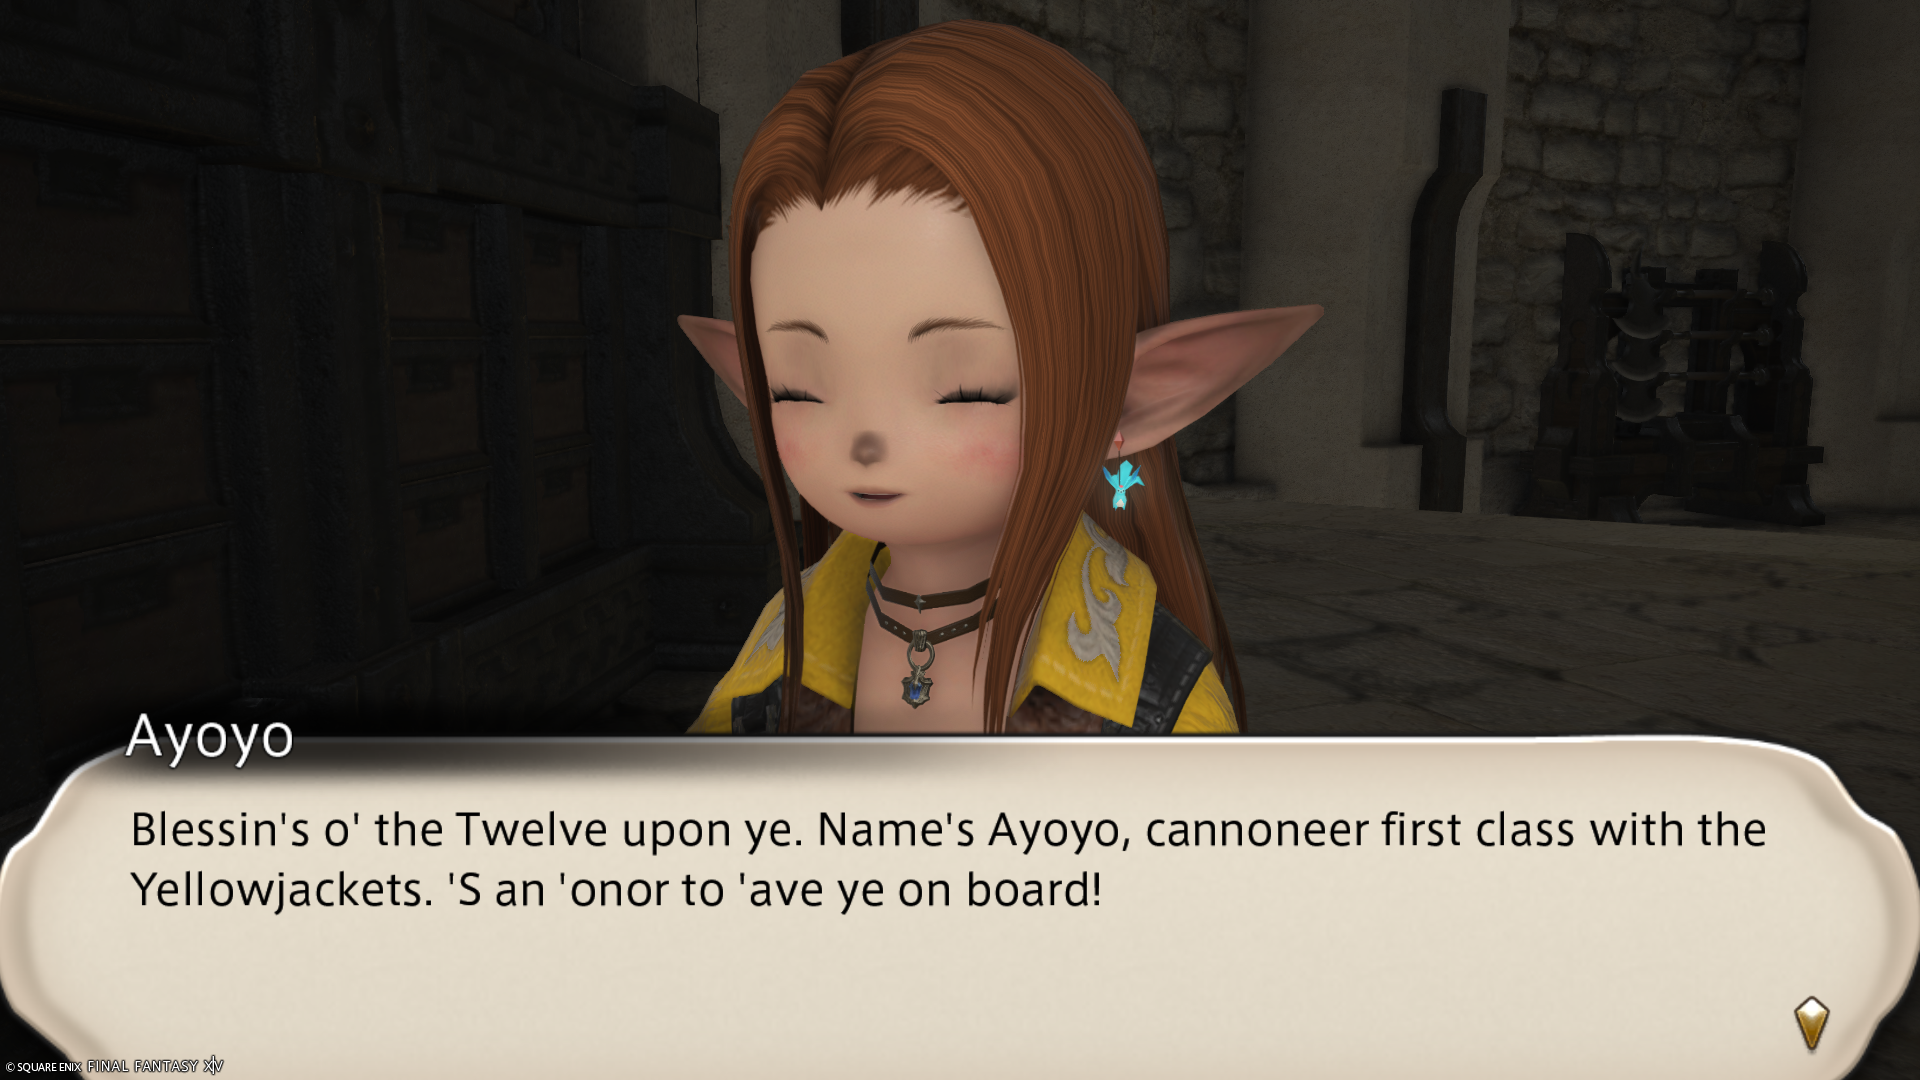 Ayoyo
Blessin's o' the Twelve upon ye. Name's Ayoyo, cannoneer first class with the
Yellowjackets. 'S an 'onor to 'ave ye on board!
© SQUARE ENIX FINAL FANTASY XIV